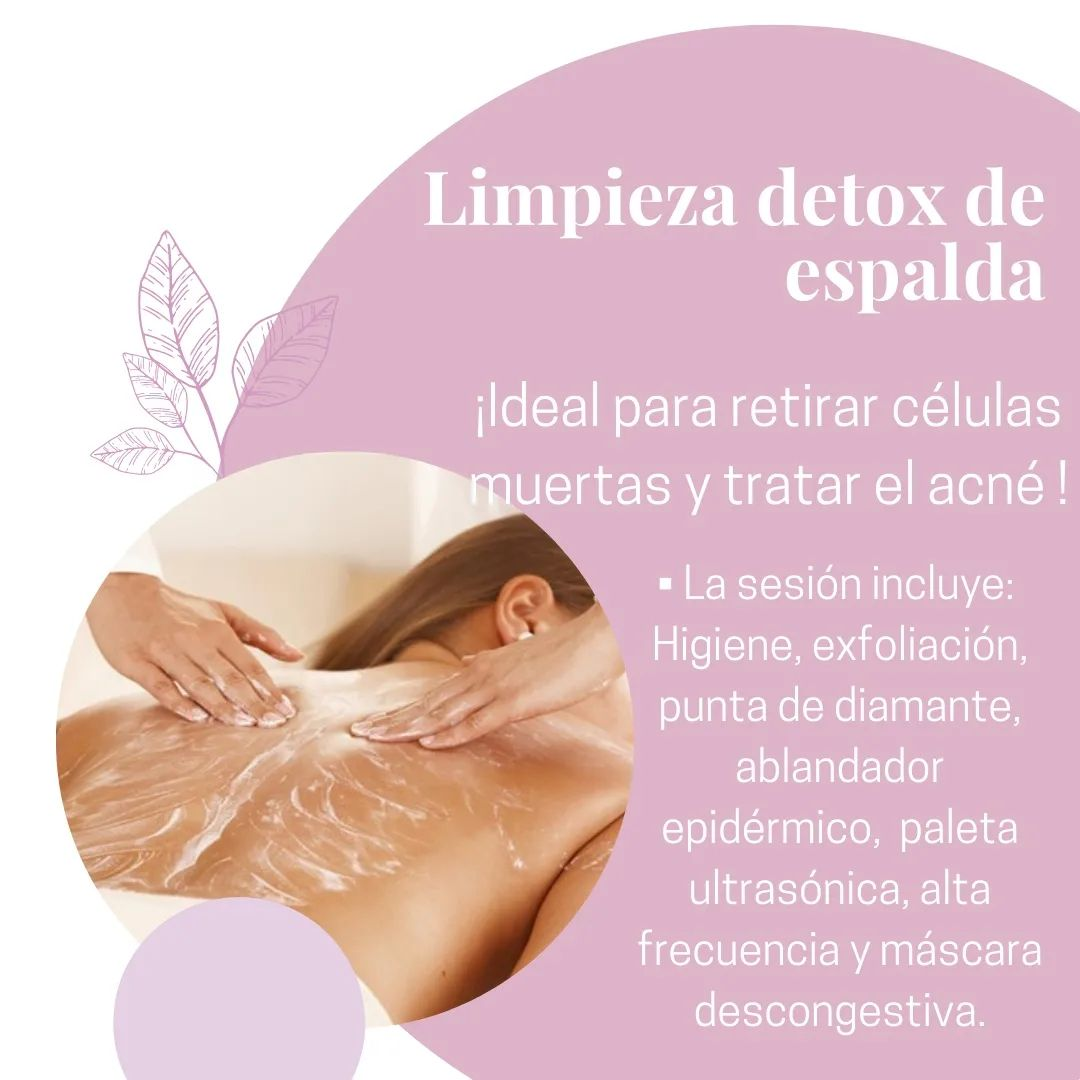 Limpieza detox de
espalda
¡Ideal para retirar células
muertas y tratar el acné !
▪ La sesión incluye:
Higiene, exfoliación,
punta de diamante,
ablandador
epidérmico, paleta
ultrasónica, alta
frecuencia y máscara
descongestiva.